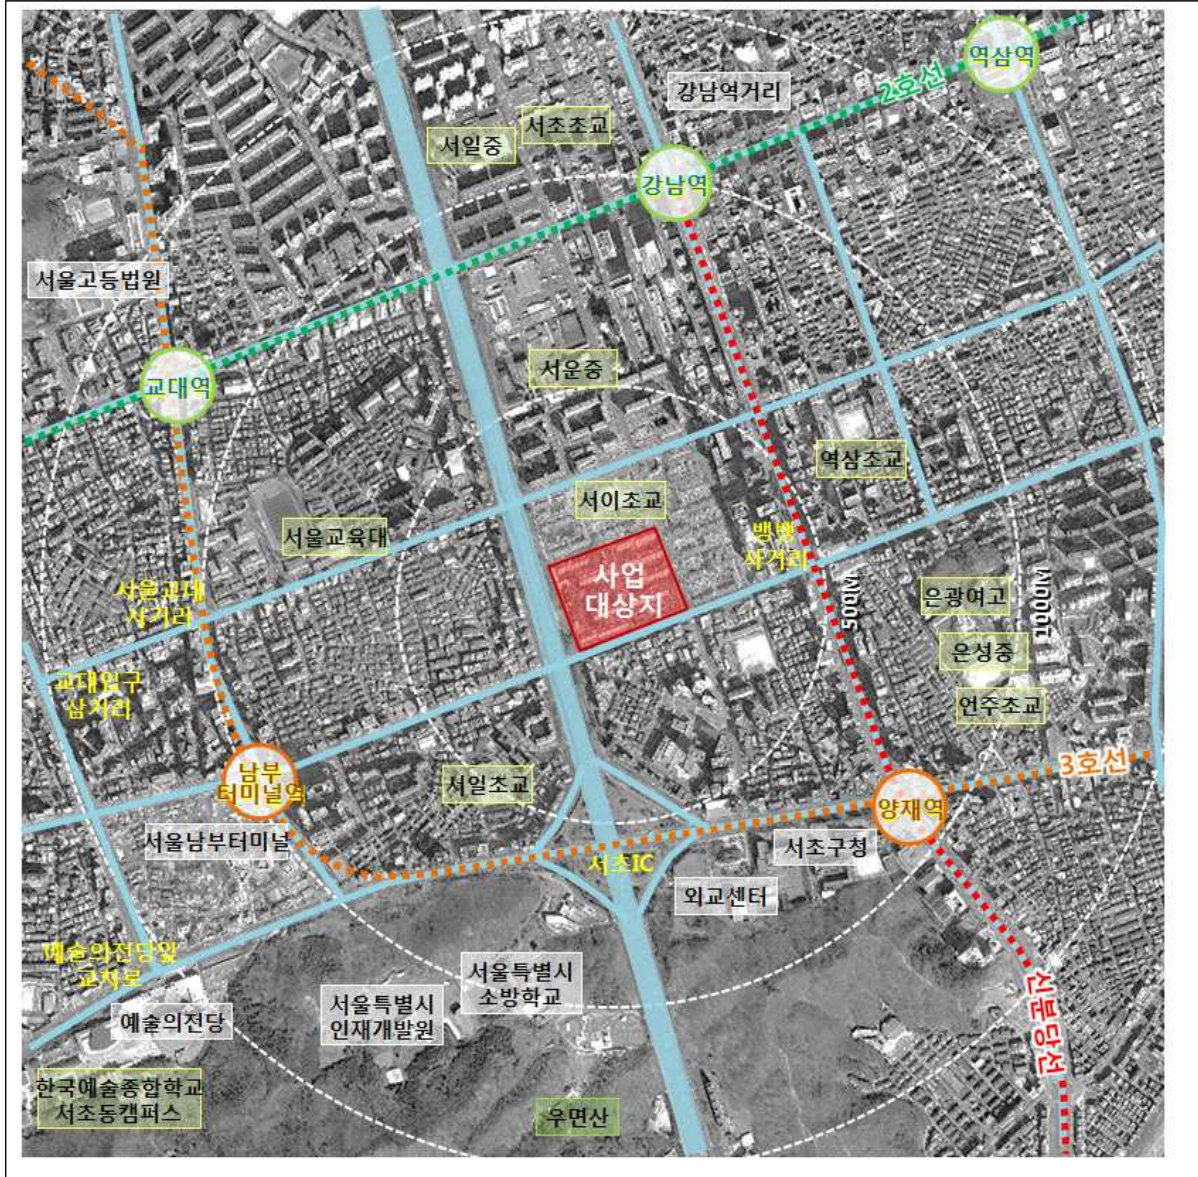 역삼역
2호선
강남역거리
서초초교
서일중
강남역
서울고등법원
교대역
서운중
역삼초교
서이초교
서울교육대
뱅뱅
사거리
사업
대상지
500M
1000M
은광여고
은성중
언주초교
서울교대
사거리
교대입구
삼거리
3호선
남부
터미널역
서일초교
양재역
서울남부터미널
서초IC
서초구청
외교센터
예술의전당앞
교차로
서울특별시
소방학교
서울특별시
인재개발원
예술의전당
신분당선
한국예술종합학교
서초동캠퍼스
우면산